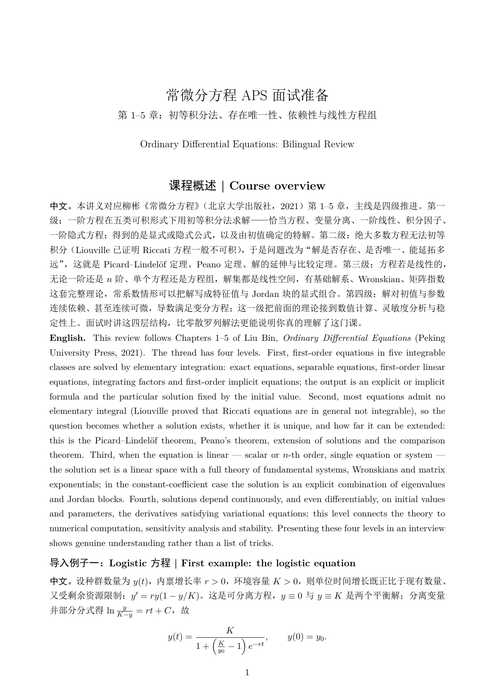 常微分方程 APS 面试准备
第 1–5 章：初等积分法、存在唯一性、依赖性与线性方程组
Ordinary Differential Equations: Bilingual Review
课程概述 | Course overview
中文。本讲义对应柳彬《常微分方程》（北京大学出版社，2021）第 1–5 章，主线是四级推进。第一
级：一阶方程在五类可积形式下用初等积分法求解——恰当方程、变量分离、一阶线性、积分因子、
一阶隐式方程；得到的是显式或隐式公式，以及由初值确定的特解。第二级：绝大多数方程无法初等
积分（Liouville 已证明 Riccati 方程一般不可积），于是问题改为“解是否存在、是否唯一、能延拓多
远”，这就是 Picard–Lindelöf 定理、Peano 定理、解的延伸与比较定理。第三级：方程若是线性的，
无论一阶还是 n 阶、单个方程还是方程组，解集都是线性空间，有基础解系、Wronskian、矩阵指数
这套完整理论，常系数情形可以把解写成特征值与 Jordan 块的显式组合。第四级：解对初值与参数
连续依赖、甚至连续可微，导数满足变分方程；这一级把前面的理论接到数值计算、灵敏度分析与稳
定性上。面试时讲这四层结构，比零散罗列解法更能说明你真的理解了这门课。
English. This review follows Chapters 1–5 of Liu Bin, Ordinary Differential Equations (Peking
University Press, 2021). The thread has four levels. First, first-order equations in five integrable
classes are solved by elementary integration: exact equations, separable equations, first-order linear
equations, integrating factors and first-order implicit equations; the output is an explicit or implicit
formula and the particular solution fixed by the initial value. Second, most equations admit no
elementary integral (Liouville proved that Riccati equations are in general not integrable), so the
question becomes whether a solution exists, whether it is unique, and how far it can be extended:
this is the Picard–Lindelöf theorem, Peano's theorem, extension of solutions and the comparison
theorem. Third, when the equation is linear — scalar or n-th order, single equation or system —
the solution set is a linear space with a full theory of fundamental systems, Wronskians and matrix
exponentials; in the constant-coefficient case the solution is an explicit combination of eigenvalues
and Jordan blocks. Fourth, solutions depend continuously, and even differentiably, on initial values
and parameters, the derivatives satisfying variational equations; this level connects the theory to
numerical computation, sensitivity analysis and stability. Presenting these four levels in an interview
shows genuine understanding rather than a list of tricks.
导入例子一：Logistic 方程 | First example: the logistic equation
中文。设种群数量为 y(t)，内禀增长率 r > 0，环境容量 K > 0，则单位时间增长既正比于现有数量、
又受剩余资源限制：y′ = ry(1 − y/K)。这是可分离方程，y ≡ 0 与 y ≡ K 是两个平衡解；分离变量
并部分分式得 ln y/(K−y) = rt + C，故
y(t) = K / (1 + (K/y₀ − 1) e^{−rt}), y(0) = y₀.
1